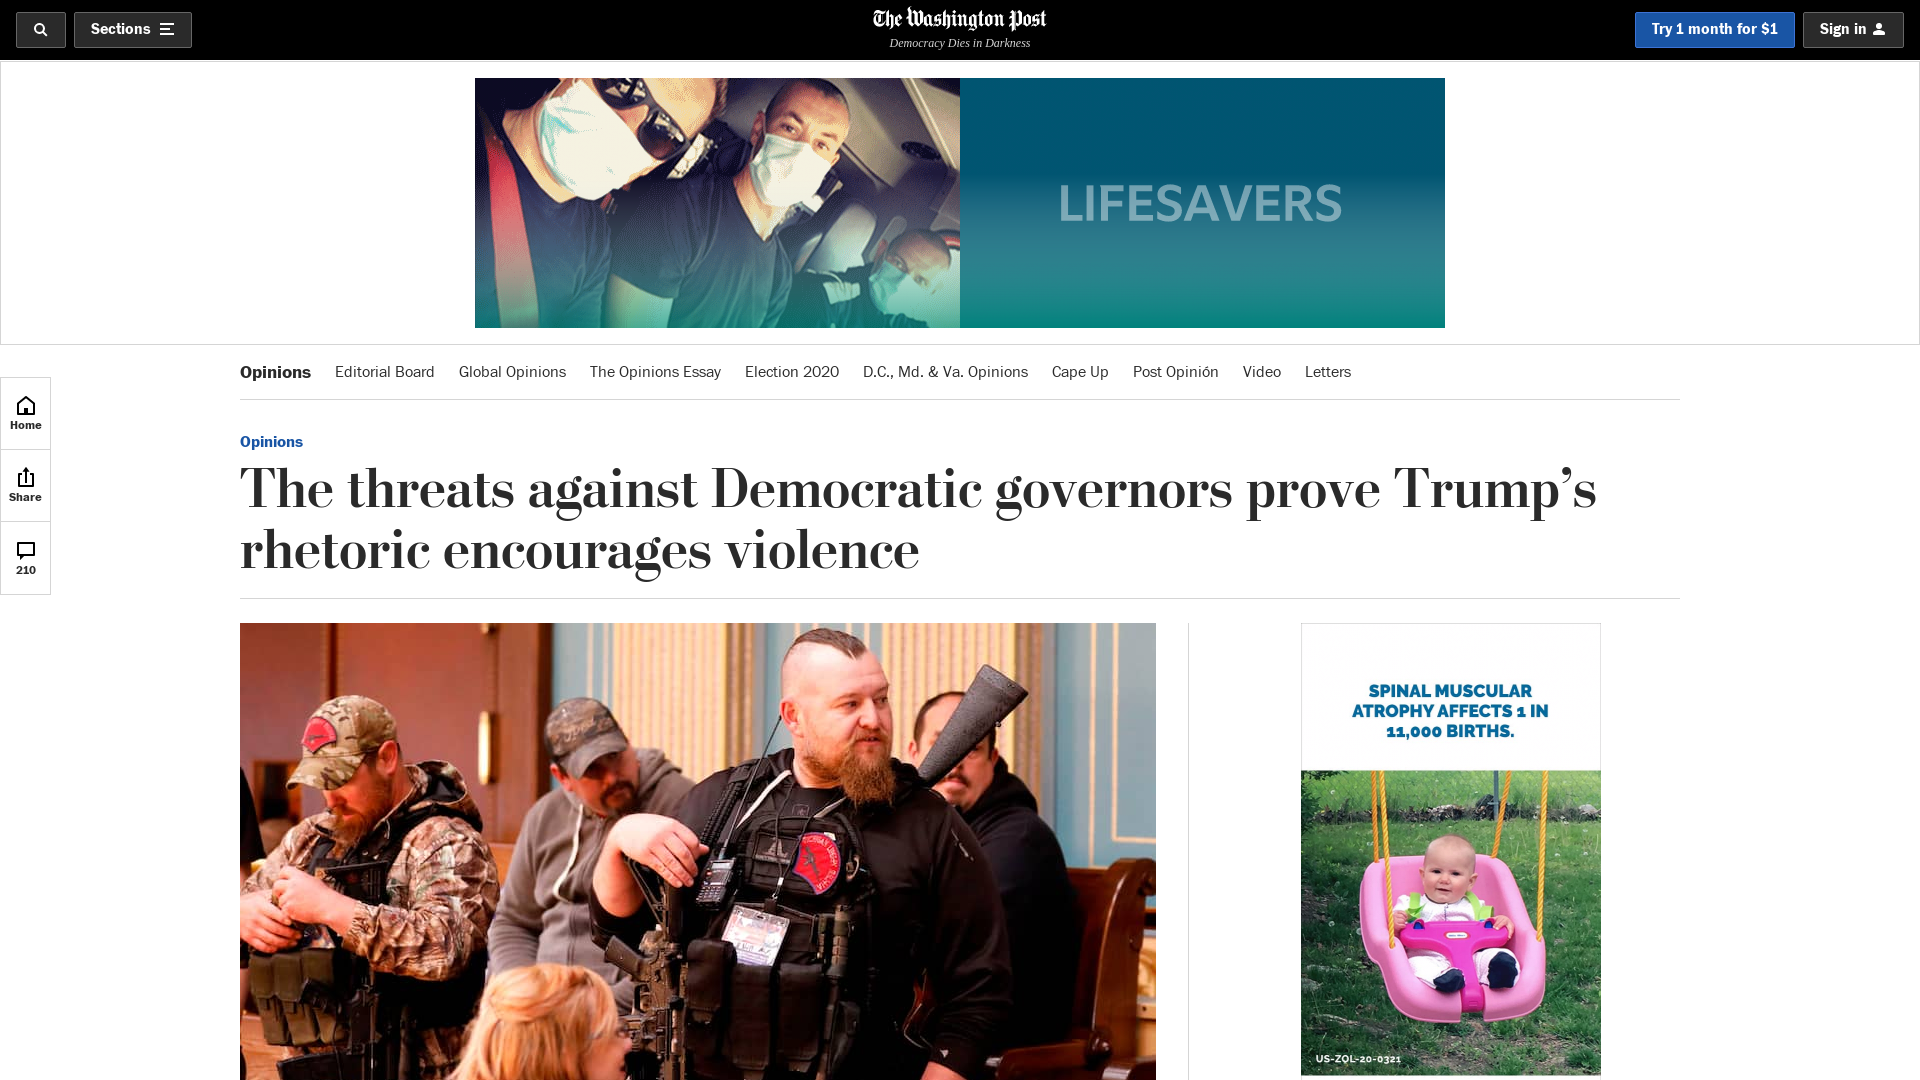 Sections
The Washington Post
Democracy Dies in Darkness
Try 1 month for $1
Sign in
LIFESAVERS
Opinions
Editorial Board
Global Opinions
The Opinions Essay
Election 2020
D.C., Md. & Va. Opinions
Cape Up
Post Opinión
Video
Letters
Home
Share
210
Opinions
The threats against Democratic governors prove Trump’s
rhetoric encourages violence
SPINAL MUSCULAR
ATROPHY AFFECTS 1 IN
11,000 BIRTHS.
US-ZOL-20-0321